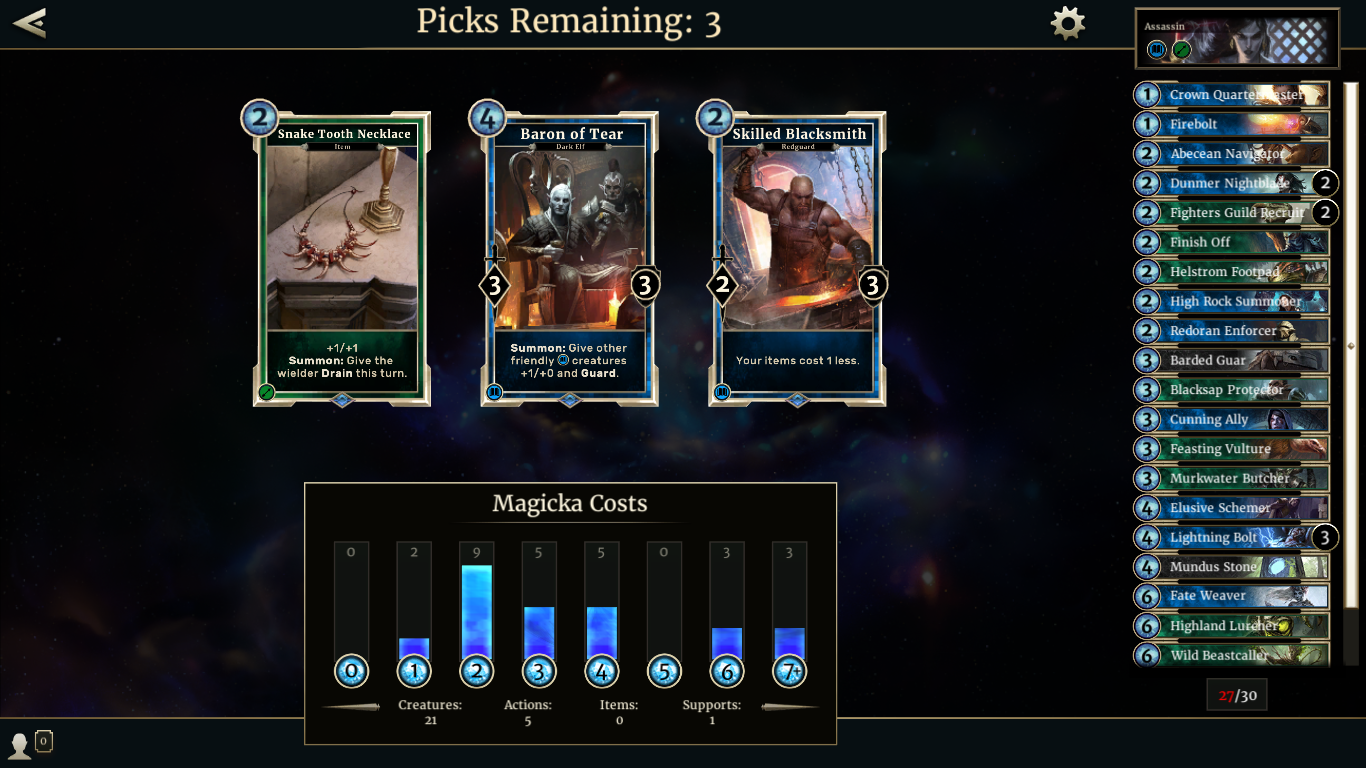 Picks Remaining: 3
Assassin
2
Snake Tooth Necklace
Item
+1/+1
Summon: Give the
wielder Drain this turn.
4
Baron of Tear
Dark Elf
3
3
Summon: Give other
friendly creatures
+1/+0 and Guard.
2
Skilled Blacksmith
Redguard
2
3
Your items cost 1 less.
1 Crown Quartermaster
1 Firebolt
2 Abecean Navigator
2 Dunmer Nightblade 2
2 Fighters Guild Recruit 2
2 Finish Off
2 Helstrom Footpad
2 High Rock Summoner
2 Redoran Enforcer
3 Barded Guar
3 Blacksap Protector
3 Cunning Ally
3 Feasting Vulture
3 Murkwater Butcher
4 Elusive Schemer
4 Lightning Bolt 3
4 Mundus Stone
6 Fate Weaver
6 Highland Lurcher
6 Wild Beastcaller
27/30
Magicka Costs
0 2 9 5 5 0 3 3
0 1 2 3 4 5 6 7+
Creatures: Actions: Items: Supports:
21 5 0 1
0